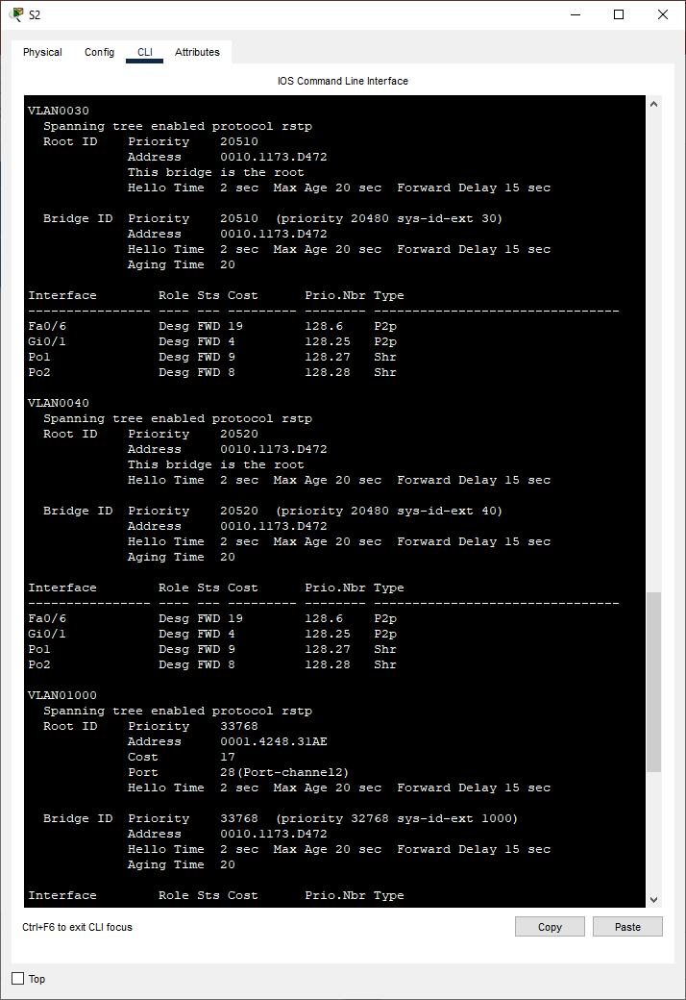 S2
Physical Config CLI Attributes
IOS Command Line Interface
VLAN0030
  Spanning tree enabled protocol rstp
  Root ID    Priority    20510
             Address     0010.1173.D472
             This bridge is the root
             Hello Time  2 sec  Max Age 20 sec  Forward Delay 15 sec

  Bridge ID  Priority    20510  (priority 20480 sys-id-ext 30)
             Address     0010.1173.D472
             Hello Time  2 sec  Max Age 20 sec  Forward Delay 15 sec
             Aging Time  20

Interface        Role Sts Cost      Prio.Nbr Type
---------------- ---- --- --------- -------- --------------------------------
Fa0/6            Desg FWD 19        128.6    P2p
Gi0/1            Desg FWD 4         128.25   P2p
Po1              Desg FWD 9         128.27   Shr
Po2              Desg FWD 8         128.28   Shr

VLAN0040
  Spanning tree enabled protocol rstp
  Root ID    Priority    20520
             Address     0010.1173.D472
             This bridge is the root
             Hello Time  2 sec  Max Age 20 sec  Forward Delay 15 sec

  Bridge ID  Priority    20520  (priority 20480 sys-id-ext 40)
             Address     0010.1173.D472
             Hello Time  2 sec  Max Age 20 sec  Forward Delay 15 sec
             Aging Time  20

Interface        Role Sts Cost      Prio.Nbr Type
---------------- ---- --- --------- -------- --------------------------------
Fa0/6            Desg FWD 19        128.6    P2p
Gi0/1            Desg FWD 4         128.25   P2p
Po1              Desg FWD 9         128.27   Shr
Po2              Desg FWD 8         128.28   Shr

VLAN01000
  Spanning tree enabled protocol rstp
  Root ID    Priority    33768
             Address     0001.4248.31AE
             Cost        17
             Port        28(Port-channel2)
             Hello Time  2 sec  Max Age 20 sec  Forward Delay 15 sec

  Bridge ID  Priority    33768  (priority 32768 sys-id-ext 1000)
             Address     0010.1173.D472
             Hello Time  2 sec  Max Age 20 sec  Forward Delay 15 sec
             Aging Time  20

Interface        Role Sts Cost      Prio.Nbr Type
Ctrl+F6 to exit CLI focus Copy Paste
Top